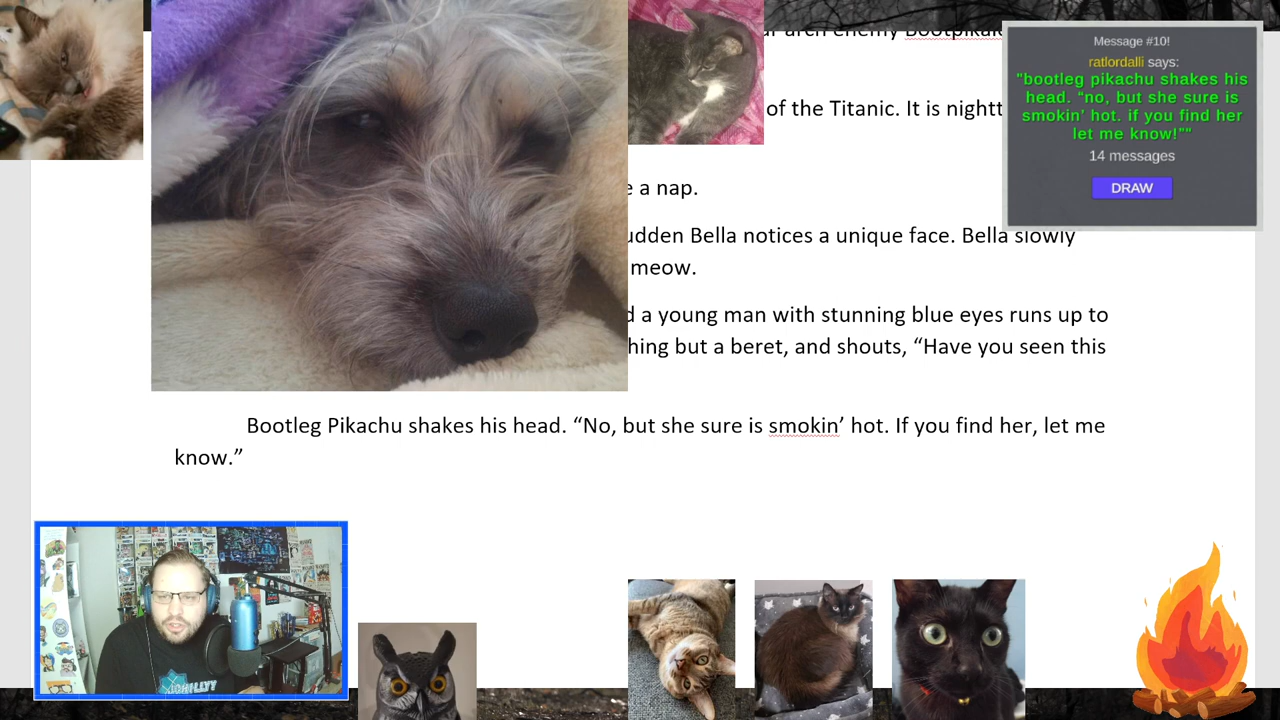 arch enemy
of the Titanic. It is nightt
e a nap.
udden Bella notices a unique face. Bella slowly
meow.
d a young man with stunning blue eyes runs up to
hing but a beret, and shouts, “Have you seen this
Bootleg Pikachu shakes his head. “No, but she sure is smokin’ hot. If you find her, let me
know.”
Message #10!
ratlordalli says:
"bootleg pikachu shakes his
head. "no, but she sure is
smokin’ hot. if you find her
let me know!""
14 messages
DRAW